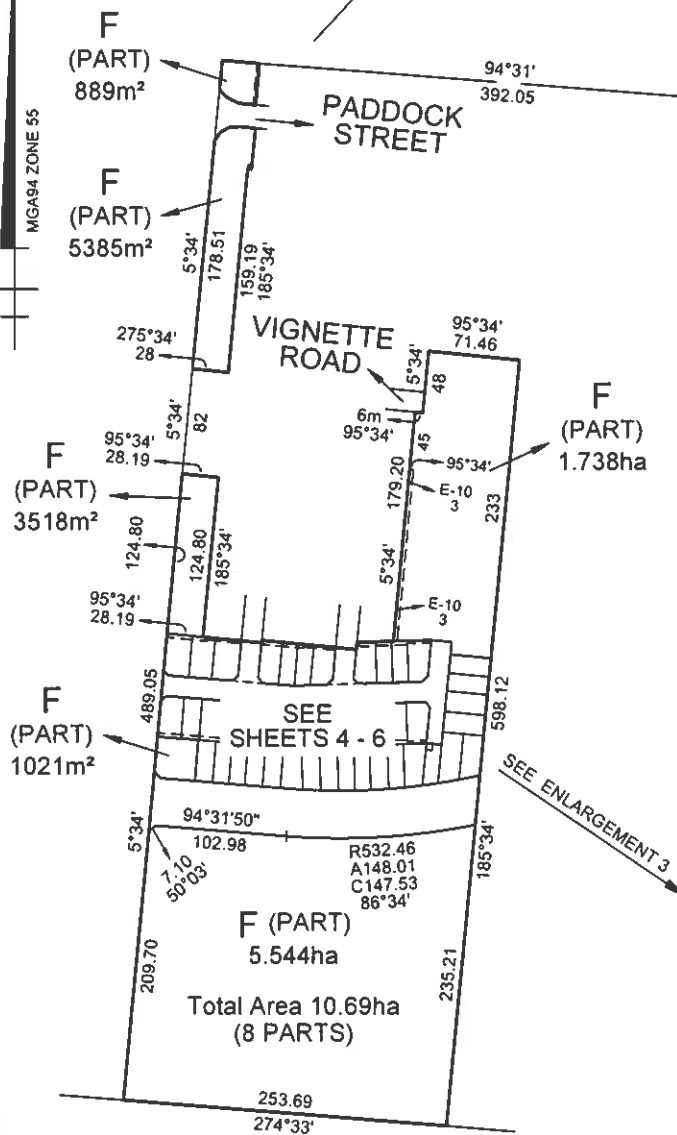 F
(PART)
889m²
94°31'
392.05
PADDOCK
STREET
MGA94 ZONE 55
F
(PART)
5385m²
5°34'
178.51
159.19
185°34'
275°34'
28
VIGNETTE
ROAD
95°34'
71.46
5°34'
48
6m
95°34'
45
F
(PART)
1.738ha
5°34'
82
95°34'
28.19
F
(PART)
3518m²
124.80
124.80
185°34'
95°34'
E-10
3
179.20
233
5°34'
E-10
3
95°34'
28.19
489.05
598.12
SEE
SHEETS 4 - 6
F
(PART)
1021m²
SEE ENLARGEMENT 3
5°34'
94°31'50"
102.98
7.10
50°03'
R532.46
A148.01
C147.53
86°34'
185°34'
F (PART)
5.544ha
209.70
235.21
Total Area 10.69ha
(8 PARTS)
253.69
274°33'